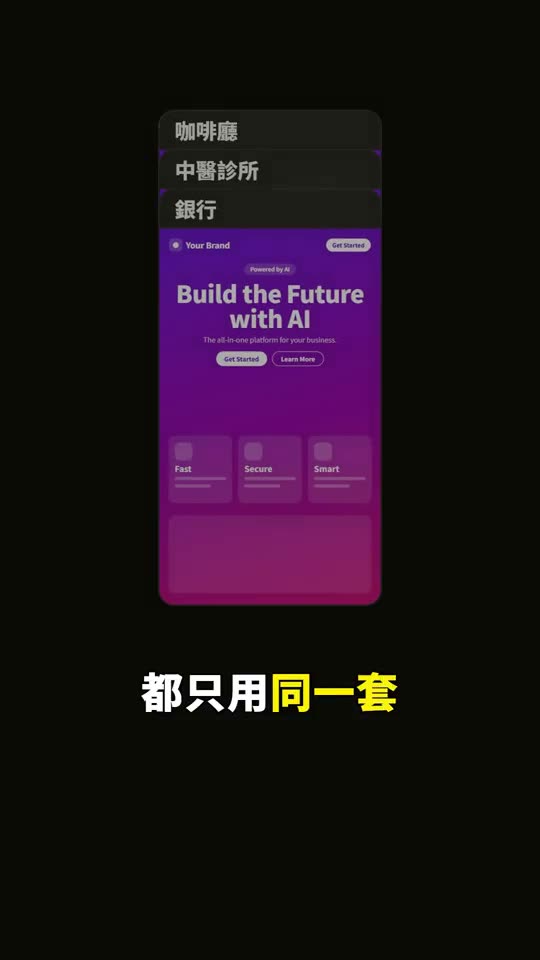 咖啡廳
中醫診所
銀行
Your Brand
Get Started
Powered by AI
Build the Future
with AI
The all-in-one platform for your business.
Get Started
Learn More
Fast
Secure
Smart
都只用同一套